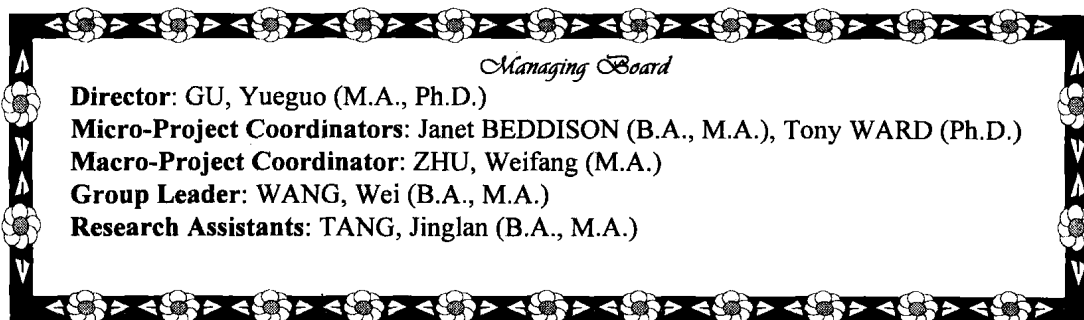 Managing Board
Director: GU, Yueguo (M.A., Ph.D.)
Micro-Project Coordinators: Janet BEDDISON (B.A., M.A.), Tony WARD (Ph.D.)
Macro-Project Coordinator: ZHU, Weifang (M.A.)
Group Leader: WANG, Wei (B.A., M.A.)
Research Assistants: TANG, Jinglan (B.A., M.A.)